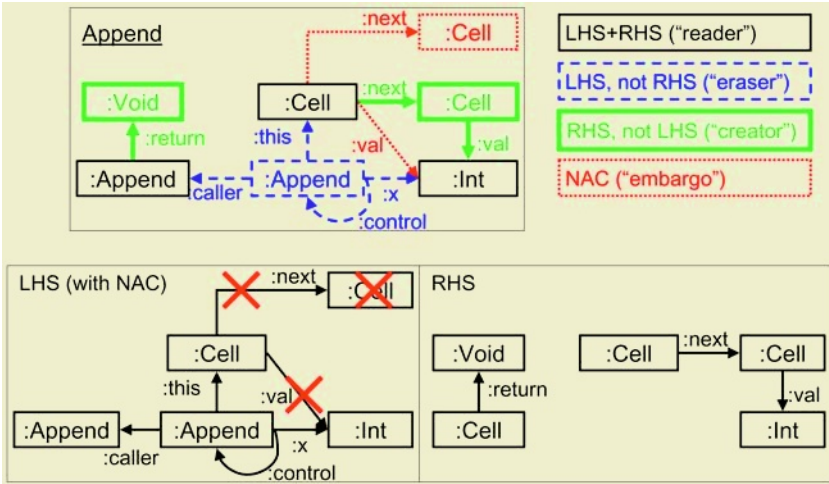 Append
:next
:Cell
:Void
:Cell
:next
:Cell
:return
:this
:val
:val
:Append
:caller
:Append
:x
:Int
:control
LHS+RHS (“reader”)
LHS, not RHS (“eraser”)
RHS, not LHS (“creator”)
NAC (“embargo”)
LHS (with NAC)
:next
:Cell
:Cell
:this
:val
:Append
:caller
:Append
:x
:Int
:control
RHS
:Void
:Cell
:next
:Cell
:return
:val
:Cell
:Int